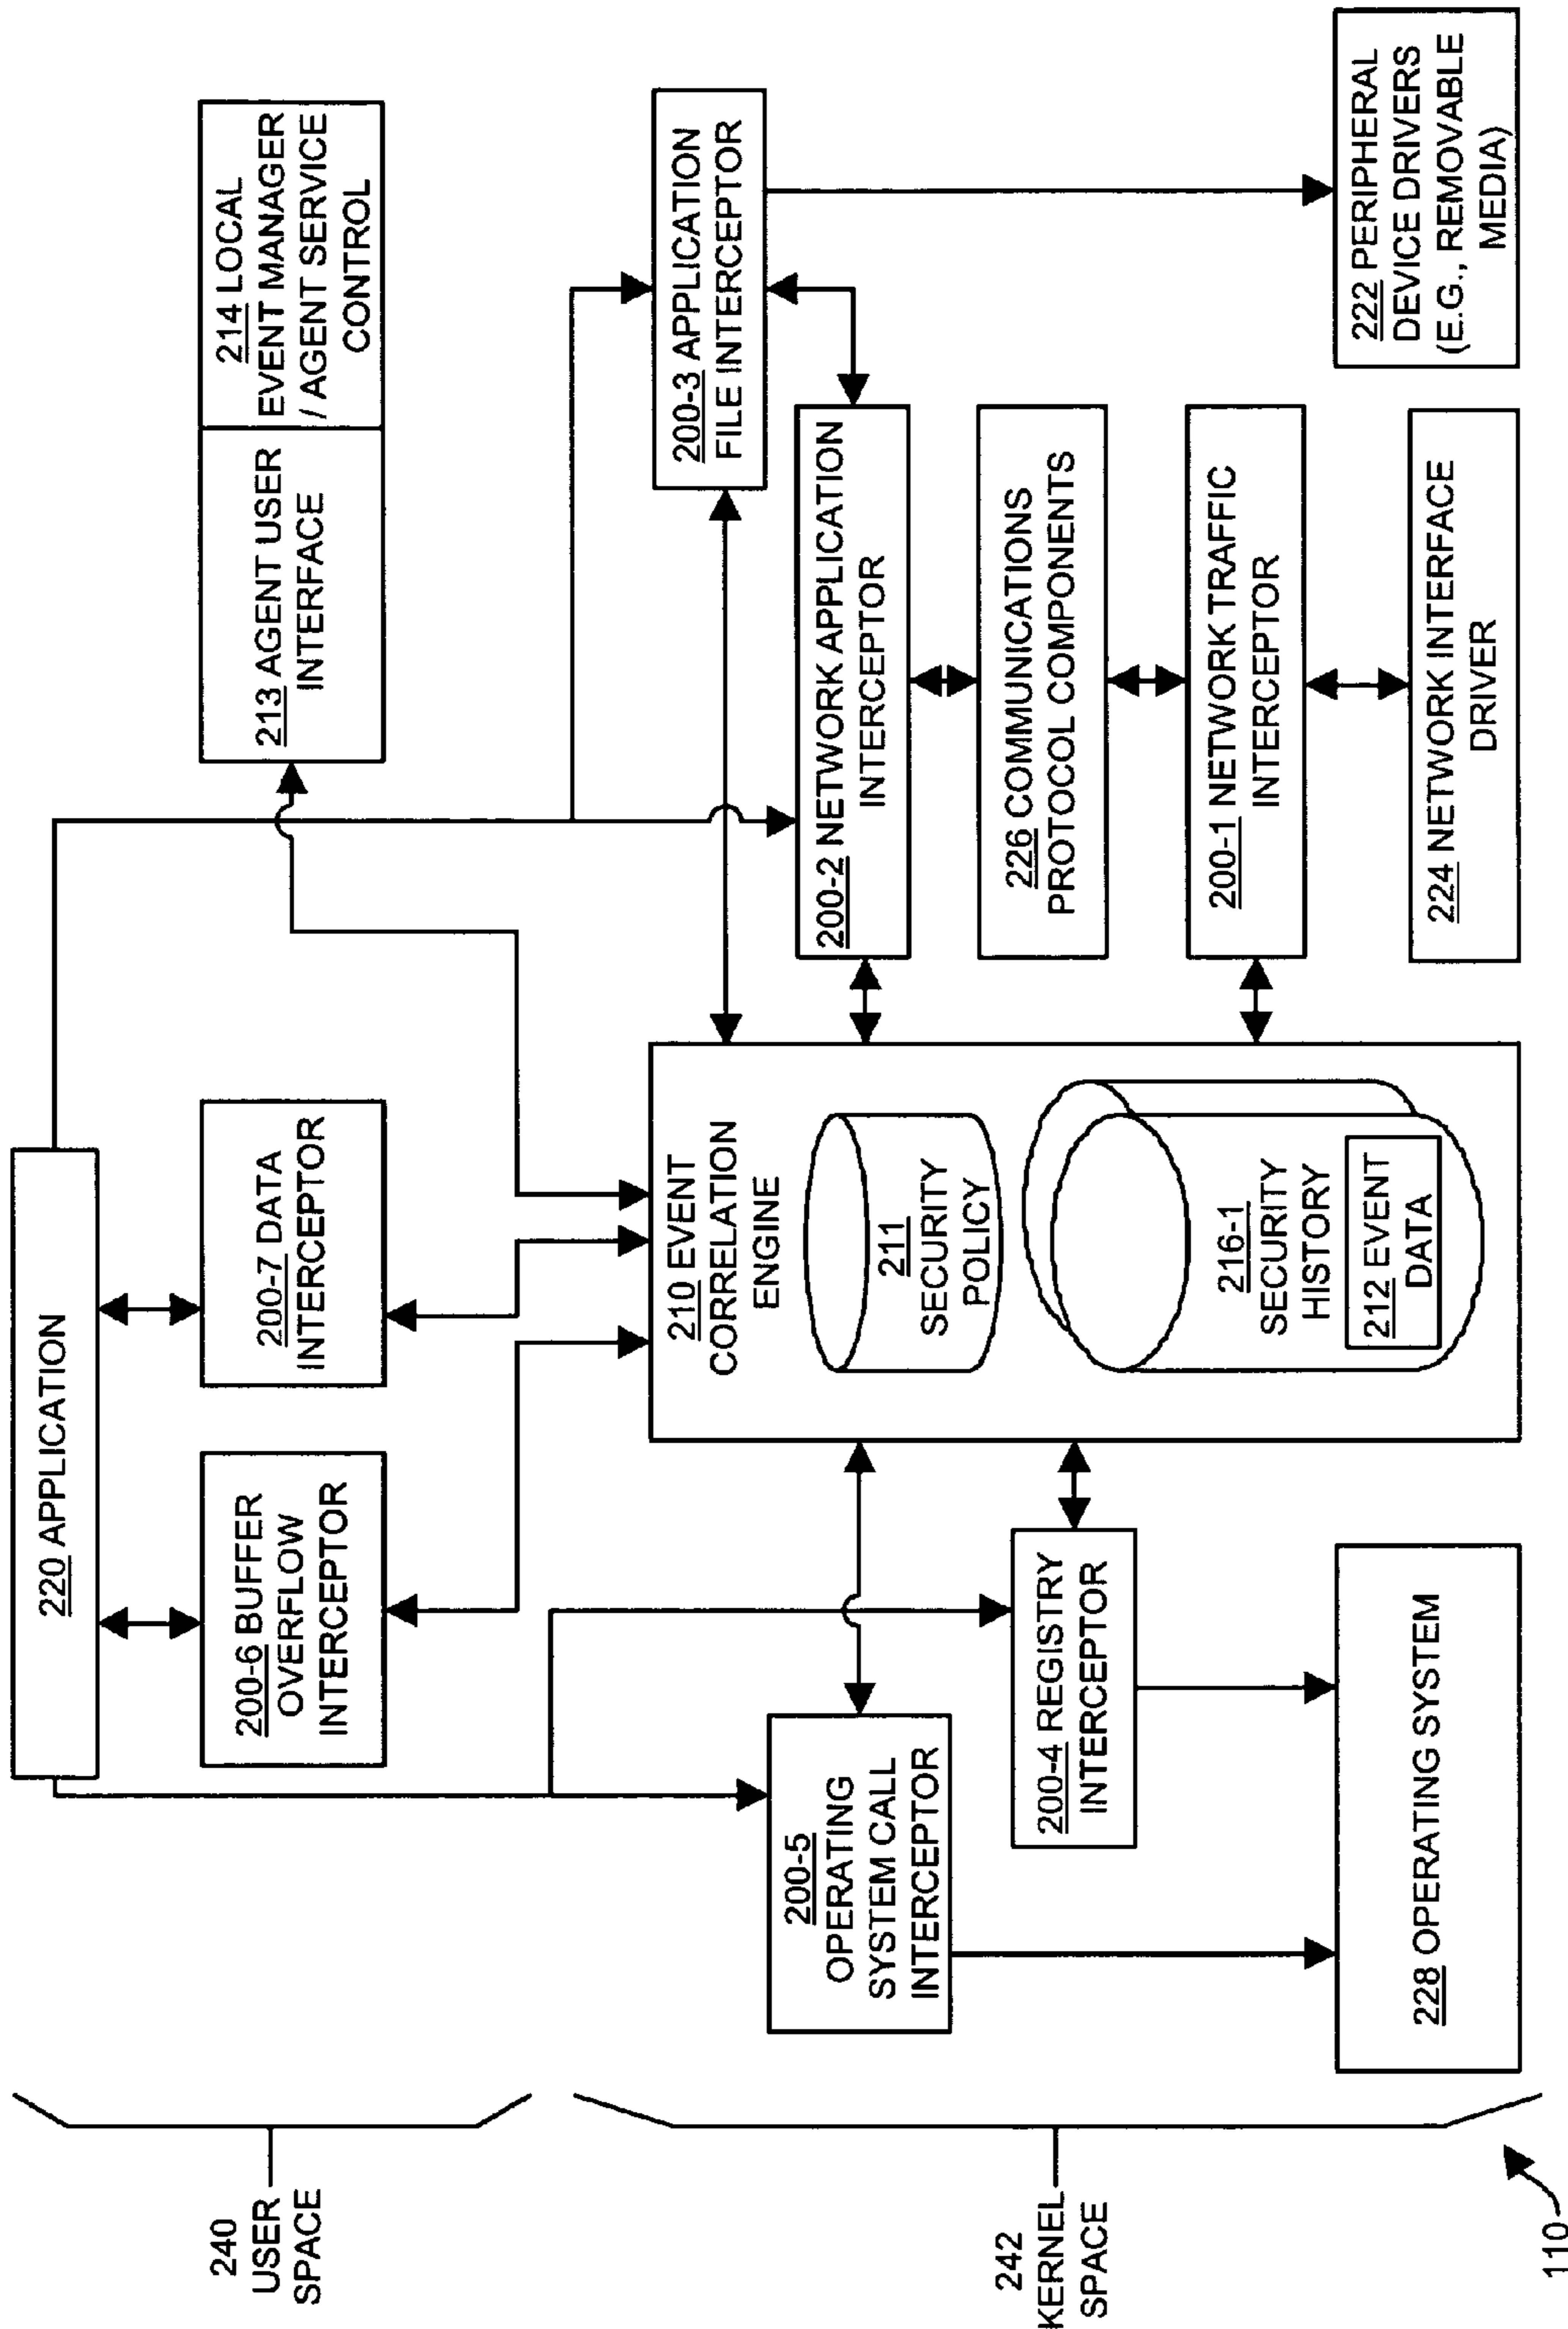 220 APPLICATION
200-6 BUFFER
OVERFLOW
INTERCEPTOR
200-7 DATA
INTERCEPTOR
213 AGENT USER
INTERFACE
214 LOCAL
EVENT MANAGER
/ AGENT SERVICE
CONTROL
240
USER
SPACE
200-5
OPERATING
SYSTEM CALL
INTERCEPTOR
200-4 REGISTRY
INTERCEPTOR
228 OPERATING SYSTEM
210 EVENT
CORRELATION
ENGINE
211
SECURITY
POLICY
216-1
SECURITY
HISTORY
212 EVENT
DATA
200-3 APPLICATION
FILE INTERCEPTOR
200-2 NETWORK APPLICATION
INTERCEPTOR
226 COMMUNICATIONS
PROTOCOL COMPONENTS
200-1 NETWORK TRAFFIC
INTERCEPTOR
224 NETWORK INTERFACE
DRIVER
222 PERIPHERAL
DEVICE DRIVERS
(E.G., REMOVABLE
MEDIA)
242
KERNEL
SPACE
110